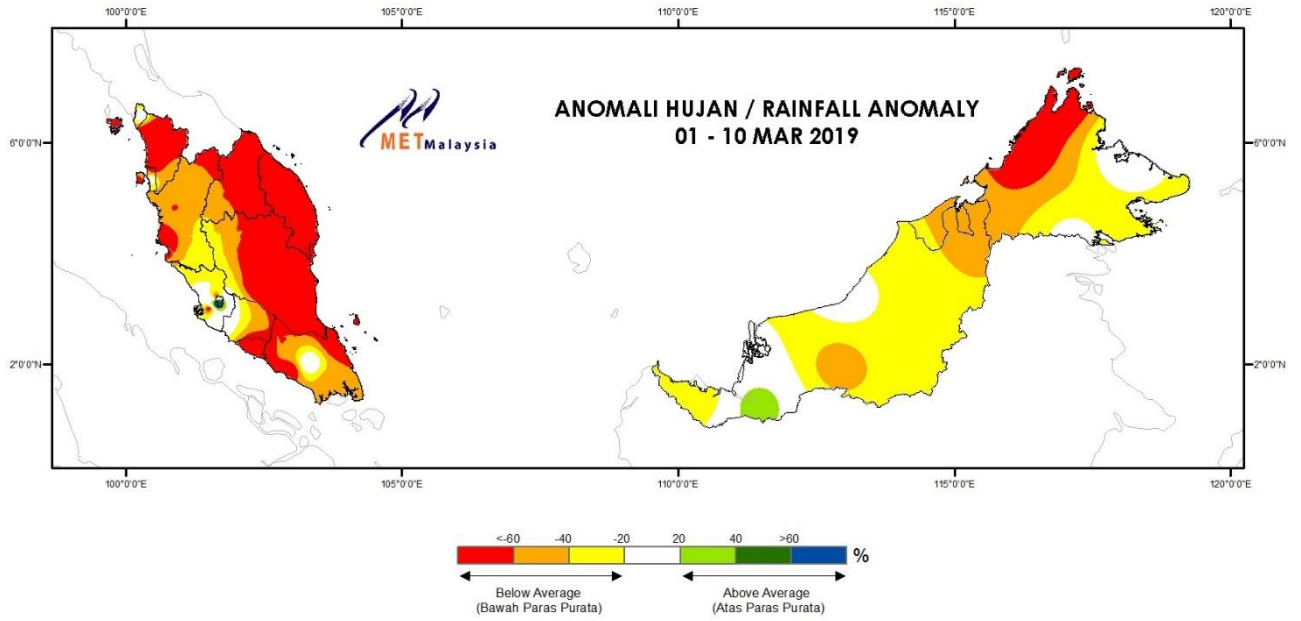 100°0'0"E 105°0'0"E 110°0'0"E 115°0'0"E 120°0'0"E
METMalaysia
ANOMALI HUJAN / RAINFALL ANOMALY
01 - 10 MAR 2019
6°0'0"N 6°0'0"N
2°0'0"N 2°0'0"N
100°0'0"E 105°0'0"E 110°0'0"E 115°0'0"E 120°0'0"E
<-60 -40 -20 20 40 >60
%
Below Average Above Average
(Bawah Paras Purata) (Atas Paras Purata)